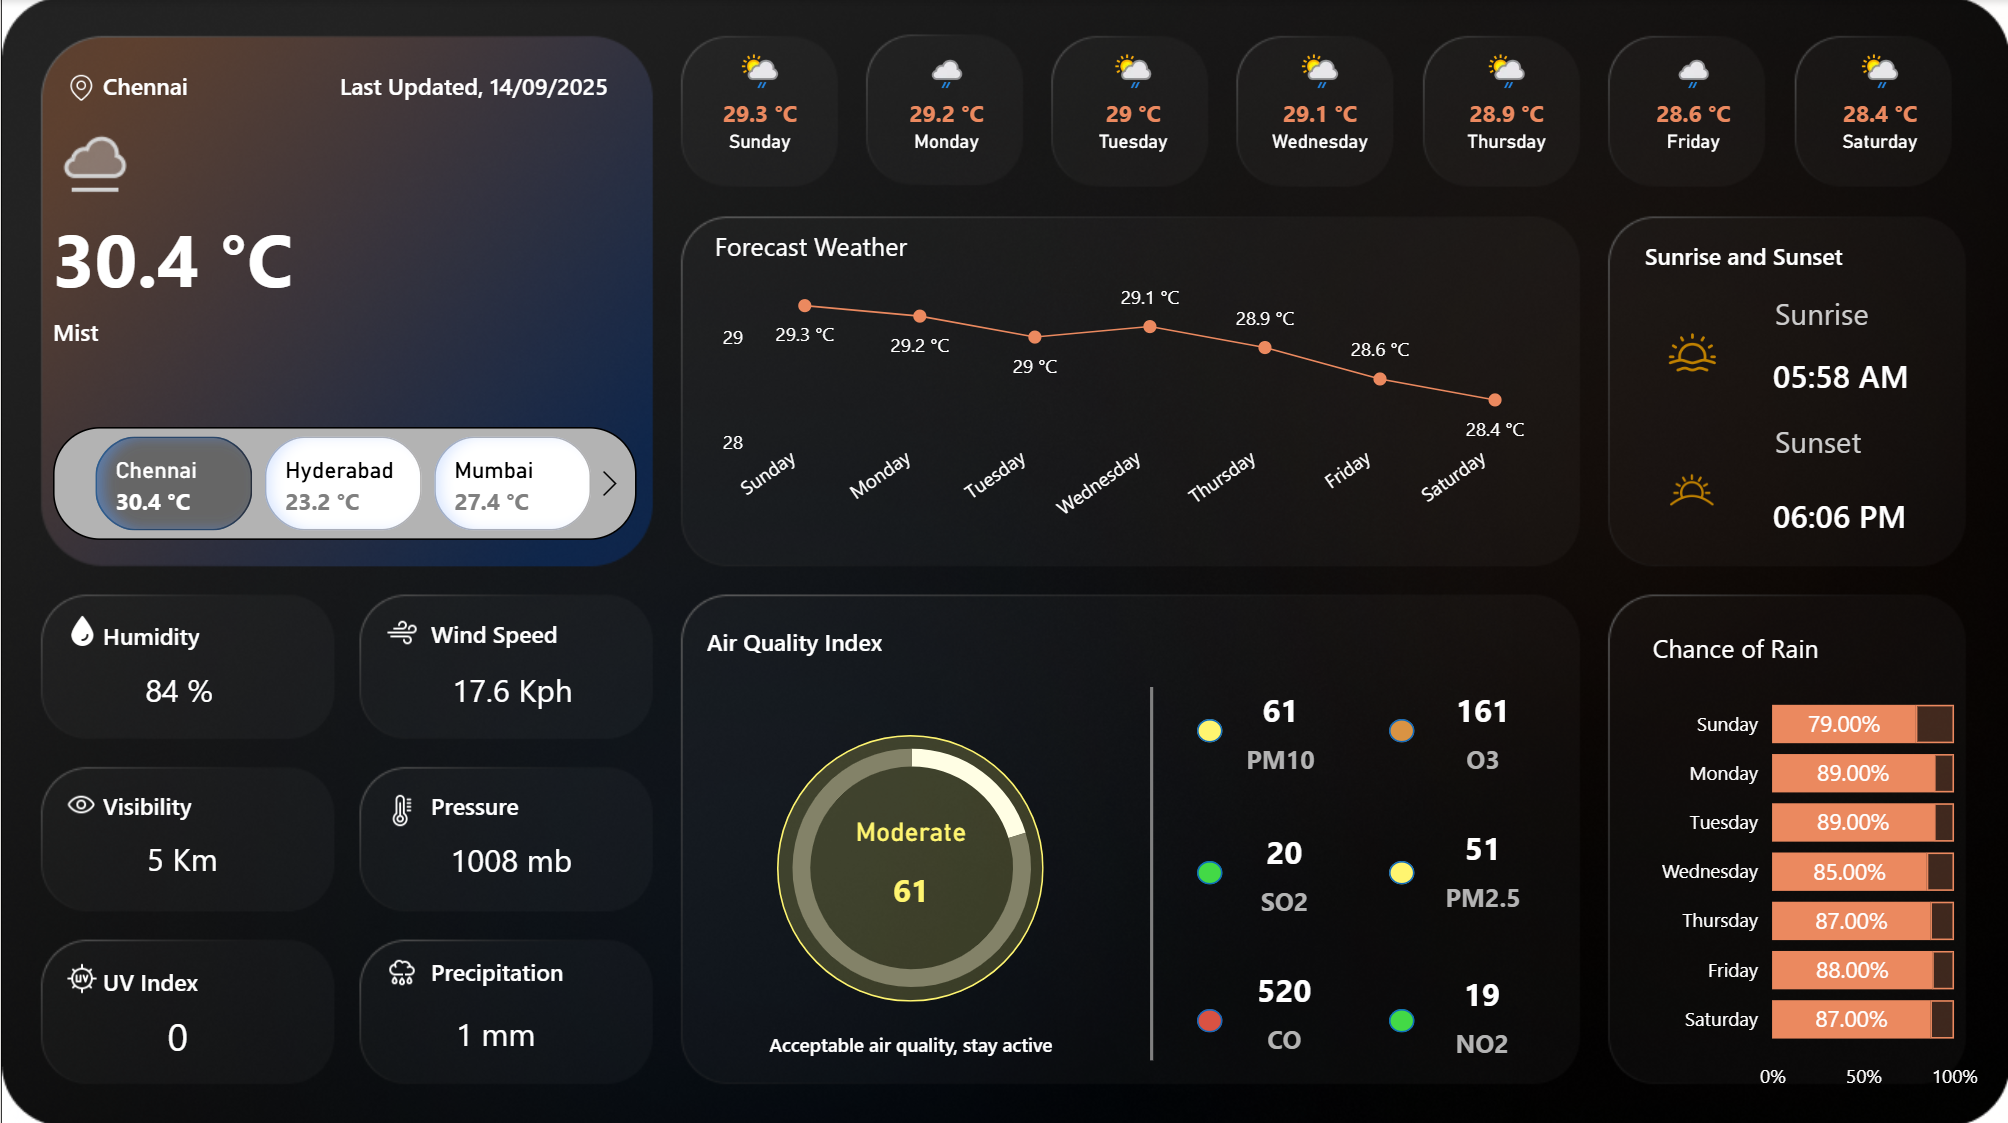 Chennai
Last Updated, 14/09/2025
30.4 °C
Mist
Chennai
30.4 °C
Hyderabad
23.2 °C
Mumbai
27.4 °C
29.3 °C
Sunday
29.2 °C
Monday
29 °C
Tuesday
29.1 °C
Wednesday
28.9 °C
Thursday
28.6 °C
Friday
28.4 °C
Saturday
Forecast Weather
29
28
29.3 °C
29.2 °C
29 °C
29.1 °C
28.9 °C
28.6 °C
28.4 °C
Sunday
Monday
Tuesday
Wednesday
Thursday
Friday
Saturday
Sunrise and Sunset
Sunrise
05:58 AM
Sunset
06:06 PM
Humidity
84 %
Wind Speed
17.6 Kph
Visibility
5 Km
Pressure
1008 mb
UV
UV Index
0
Precipitation
1 mm
Air Quality Index
Moderate
61
Acceptable air quality, stay active
61
PM10
161
O3
20
SO2
51
PM2.5
520
CO
19
NO2
Chance of Rain
Sunday 79.00%
Monday 89.00%
Tuesday 89.00%
Wednesday 85.00%
Thursday 87.00%
Friday 88.00%
Saturday 87.00%
0% 50% 100%